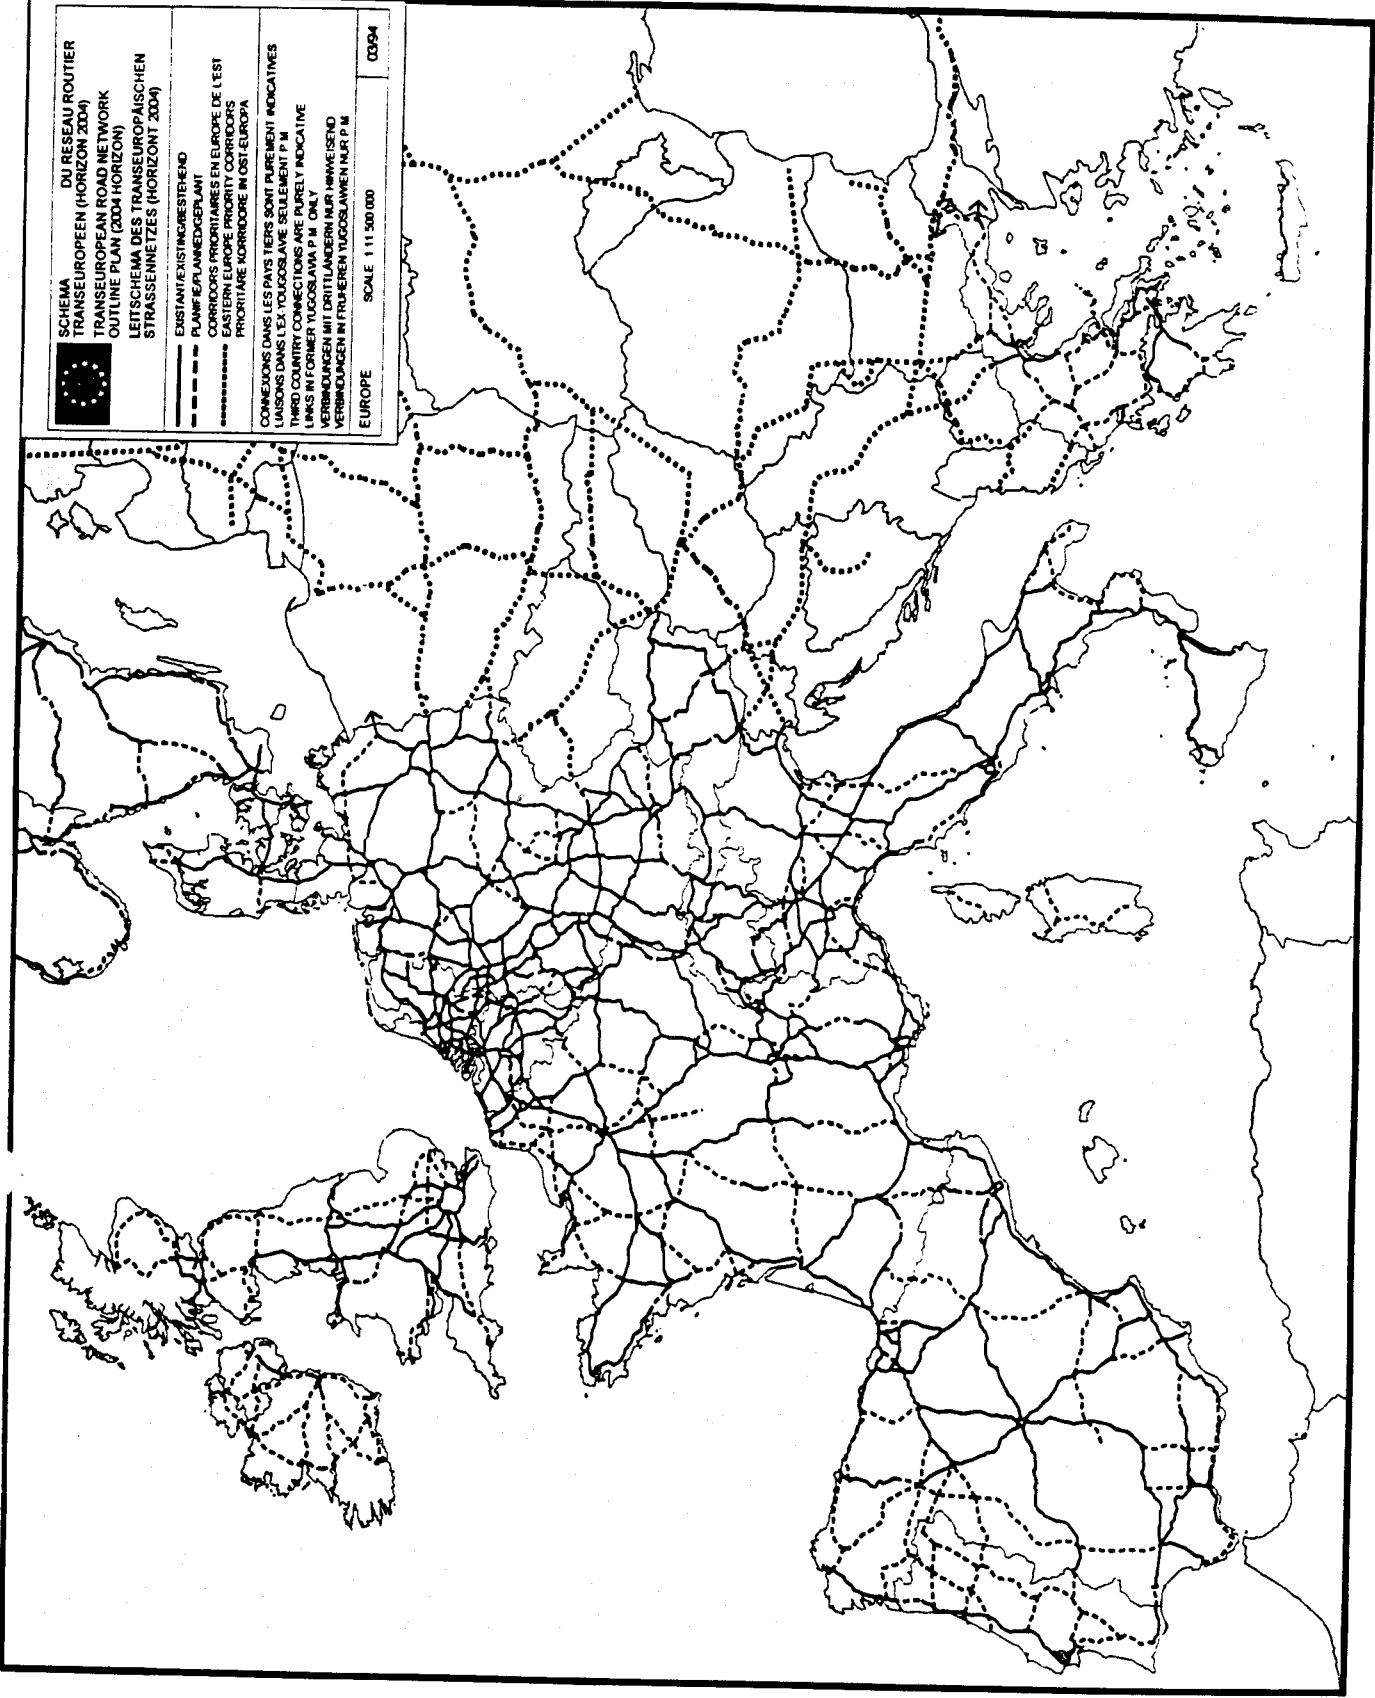 SCHEMA DU RESEAU ROUTIER
TRANSEUROPEEN (HORIZON 2004)
TRANSEUROPEAN ROAD NETWORK
OUTLINE PLAN (2004 HORIZON)
LEITSCHEMA DES TRANSEUROPÄISCHEN
STRASSENNETZES (HORIZONT 2004)
EXISTANT/EXISTING/BESTEHEND
PLANIFIE/PLANNED/GEPLANT
CORRIDORS PRIORITAIRES EN EUROPE DE L'EST
EASTERN EUROPE PRIORITY CORRIDORS
PRIORITÄRE KORRIDORE IN OST-EUROPA
CONNEXIONS DANS LES PAYS TIERS SONT PUREMENT INDICATIVES
LIAISONS DANS L'EX-YOUGOSLAVIE SEULEMENT P M
THIRD COUNTRY CONNECTIONS ARE PURELY INDICATIVE
LINKS IN FORMER YUGOSLAVIA P M ONLY
VERBINDUNGEN MIT DRITTLÄNDERN NUR HINWEISEND
VERBINDUNGEN IN FRUHEREN YUGOSLAWIEN NUR P M
EUROPE SCALE 1 11 500 000 03/94